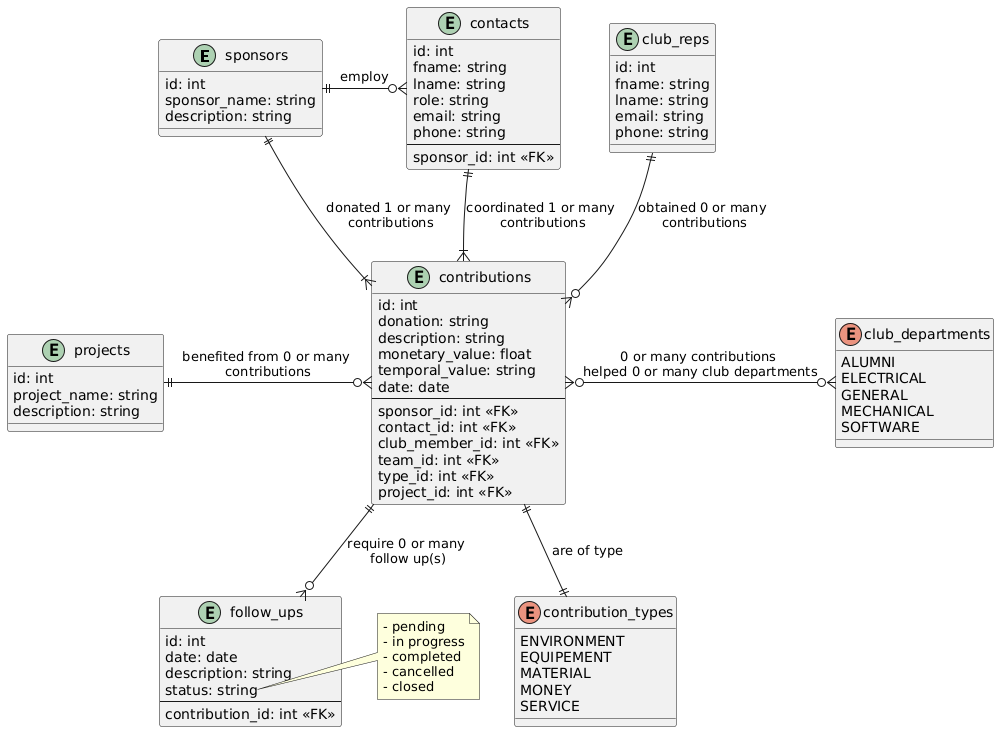 E sponsors
id: int
sponsor_name: string
description: string
employ
E contacts
id: int
fname: string
lname: string
role: string
email: string
phone: string
sponsor_id: int «FK»
E club_reps
id: int
fname: string
lname: string
email: string
phone: string
donated 1 or many
contributions
coordinated 1 or many
contributions
obtained 0 or many
contributions
E projects
id: int
project_name: string
description: string
benefited from 0 or many
contributions
E contributions
id: int
donation: string
description: string
monetary_value: float
temporal_value: string
date: date
sponsor_id: int «FK»
contact_id: int «FK»
club_member_id: int «FK»
team_id: int «FK»
type_id: int «FK»
project_id: int «FK»
0 or many contributions
helped 0 or many club departments
E club_departments
ALUMNI
ELECTRICAL
GENERAL
MECHANICAL
SOFTWARE
require 0 or many
follow up(s)
are of type
E follow_ups
id: int
date: date
description: string
status: string
contribution_id: int «FK»
- pending
- in progress
- completed
- cancelled
- closed
E contribution_types
ENVIRONMENT
EQUIPEMENT
MATERIAL
MONEY
SERVICE